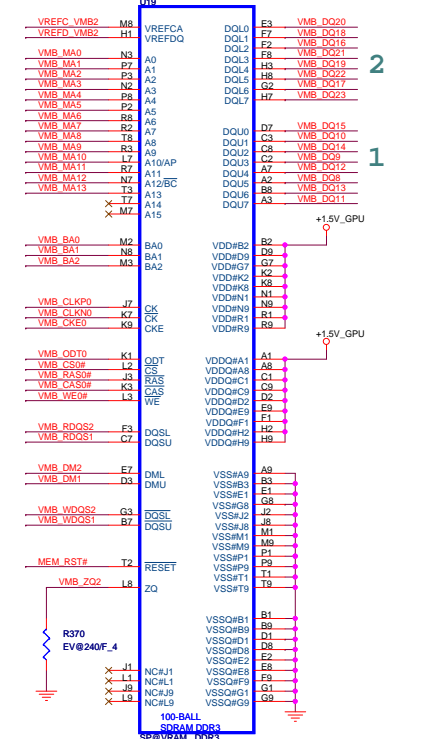 U19
VREFC_VMB2 M8 VREFCA
VREFD_VMB2 H1 VREFDQ
VMB_MA0 N3 A0
VMB_MA1 P7 A1
VMB_MA2 P3 A2
VMB_MA3 N2 A3
VMB_MA4 P8 A4
VMB_MA5 P2 A5
VMB_MA6 R8 A6
VMB_MA7 R2 A7
VMB_MA8 T8 A8
VMB_MA9 R3 A9
VMB_MA10 L7 A10/AP
VMB_MA11 R7 A11
VMB_MA12 N7 A12/BC
VMB_MA13 T3 A13
T7 A14
M7 A15
VMB_BA0 M2 BA0
VMB_BA1 N8 BA1
VMB_BA2 M3 BA2
VMB_CLKP0 J7 CK
VMB_CLKN0 K7 CK
VMB_CKE0 K9 CKE
VMB_ODT0 K1 ODT
VMB_CS0# L2 CS
VMB_RAS0# J3 RAS
VMB_CAS0# K3 CAS
VMB_WE0# L3 WE
VMB_RDQS2 F3 DQSL
VMB_RDQS1 C7 DQSU
VMB_DM2 E7 DML
VMB_DM1 D3 DMU
VMB_WDQS2 G3 DQSL
VMB_WDQS1 B7 DQSU
MEM_RST# T2 RESET
VMB_ZQ2 L8 ZQ
R370
EV@240/F_4
J1 NC#J1
L1 NC#L1
J9 NC#J9
L9 NC#L9
DQL0 E3 VMB_DQ20
DQL1 F7 VMB_DQ18
DQL2 F2 VMB_DQ16
DQL3 F8 VMB_DQ21
DQL4 H3 VMB_DQ19
DQL5 H8 VMB_DQ22
DQL6 G2 VMB_DQ17
DQL7 H7 VMB_DQ23
2
DQU0 D7 VMB_DQ15
DQU1 C3 VMB_DQ10
DQU2 C8 VMB_DQ14
DQU3 C2 VMB_DQ9
DQU4 A7 VMB_DQ12
DQU5 A2 VMB_DQ8
DQU6 B8 VMB_DQ13
DQU7 A3 VMB_DQ11
1
+1.5V_GPU
VDD#B2 B2
VDD#D9 D9
VDD#G7 G7
VDD#K2 K2
VDD#K8 K8
VDD#N1 N1
VDD#N9 N9
VDD#R1 R1
VDD#R9 R9
+1.5V_GPU
VDDQ#A1 A1
VDDQ#A8 A8
VDDQ#C1 C1
VDDQ#C9 C9
VDDQ#D2 D2
VDDQ#E9 E9
VDDQ#F1 F1
VDDQ#H2 H2
VDDQ#H9 H9
VSS#A9 A9
VSS#B3 B3
VSS#E1 E1
VSS#G8 G8
VSS#J2 J2
VSS#J8 J8
VSS#M1 M1
VSS#M9 M9
VSS#P1 P1
VSS#P9 P9
VSS#T1 T1
VSS#T9 T9
VSSQ#B1 B1
VSSQ#B9 B9
VSSQ#D1 D1
VSSQ#D8 D8
VSSQ#E2 E2
VSSQ#E8 E8
VSSQ#F9 F9
VSSQ#G1 G1
VSSQ#G9 G9
100-BALL
SDRAM DDR3
SP@VRAM_DDR3